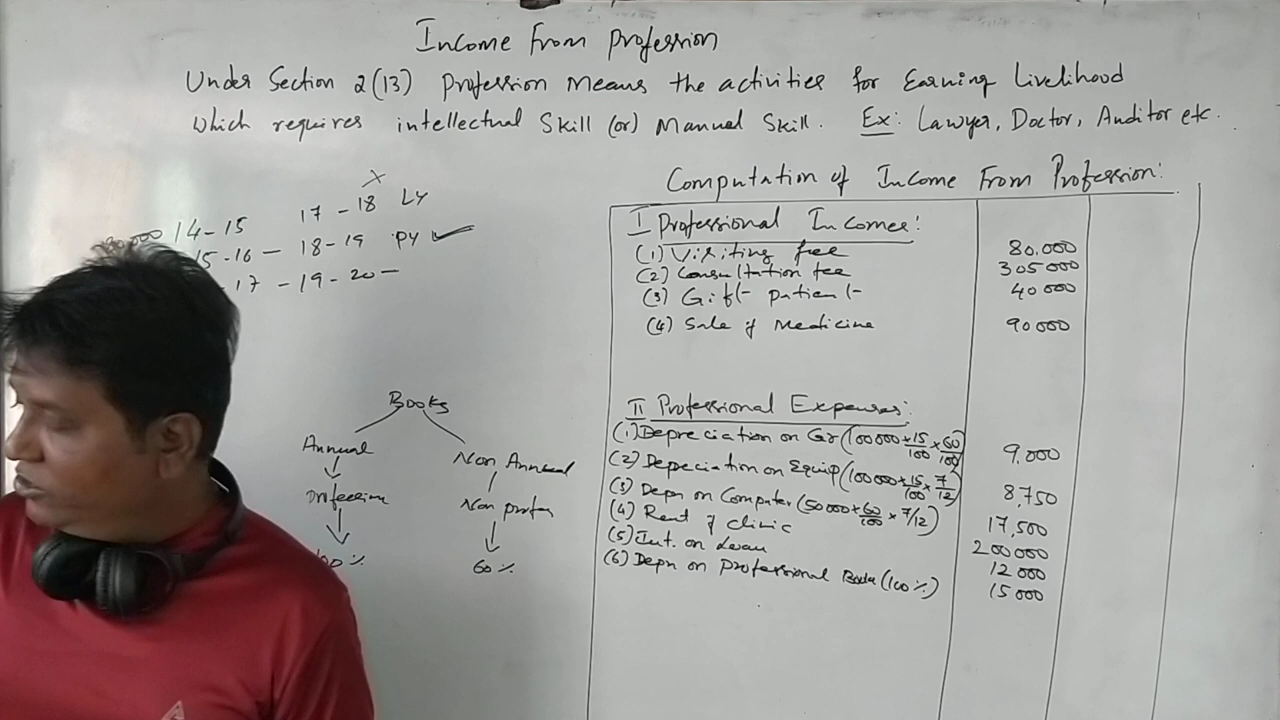 Income From Profession
Under Section 2(13) Profession Means the activities for Earning Livelihood
Which requires intellectual Skill (or) Manual Skill. Ex: Lawyer, Doctor, Auditor etc.
X
14-15 17-18 LY
15-16 - 18-19 PY ✓
17 - 19-20 -
Books
Annual Non Annual
Profession Non
60%
Computation of Income From Profession:
I Professional Incomes:
(1) Visiting fee 80,000
(2) Consultation fee 305000
(3) Gift- patient- 40000
(4) Sale of Medicine 90000
II Professional Expenses:
(1) Depreciation on Car (100000 × 15/100 × 60/100) 9,000
(2) Depeciation on Equip (100000 × 15/100 × 7/12) 8,750
(3) Depn on Computer (50000 × 60/100 × 7/12) 17,500
(4) Rent of clinic 200000
(5) Int. on Loan 12000
(6) Depn on Professional Books (100%) 15000